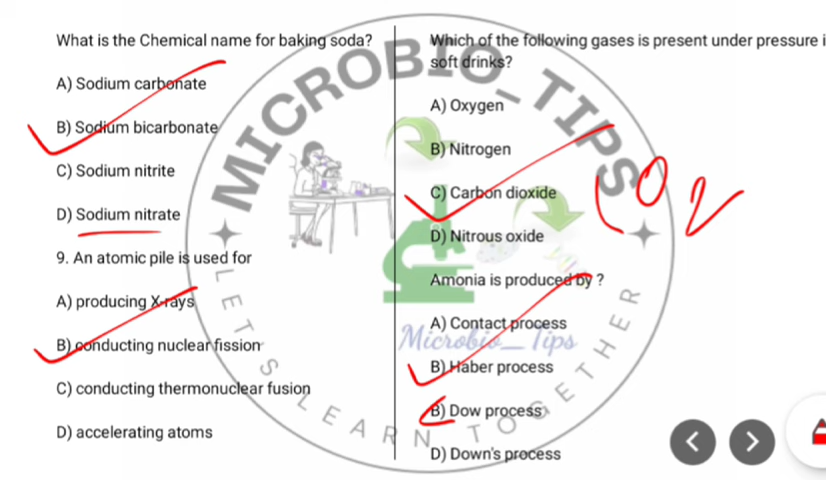 What is the Chemical name for baking soda?
A) Sodium carbonate
B) Sodium bicarbonate
C) Sodium nitrite
D) Sodium nitrate
9. An atomic pile is used for
A) producing X-rays
B) conducting nuclear fission
C) conducting thermonuclear fusion
D) accelerating atoms
Which of the following gases is present under pressure i
soft drinks?
A) Oxygen
B) Nitrogen
C) Carbon dioxide
D) Nitrous oxide
Amonia is produced by ?
A) Contact process
B) Haber process
B) Dow process
D) Down's process
CO2
C
MICROBIO_TIPS
Microbio_Tips
LET'S LEARN TOGETHER